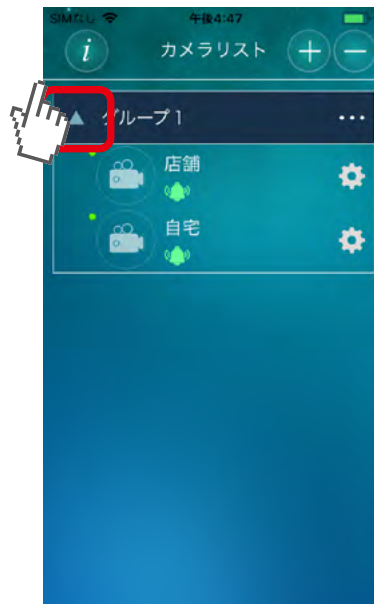 SIMなし 午後4:47
i カメラリスト + −
▲ グループ 1 ...
店舗
自宅